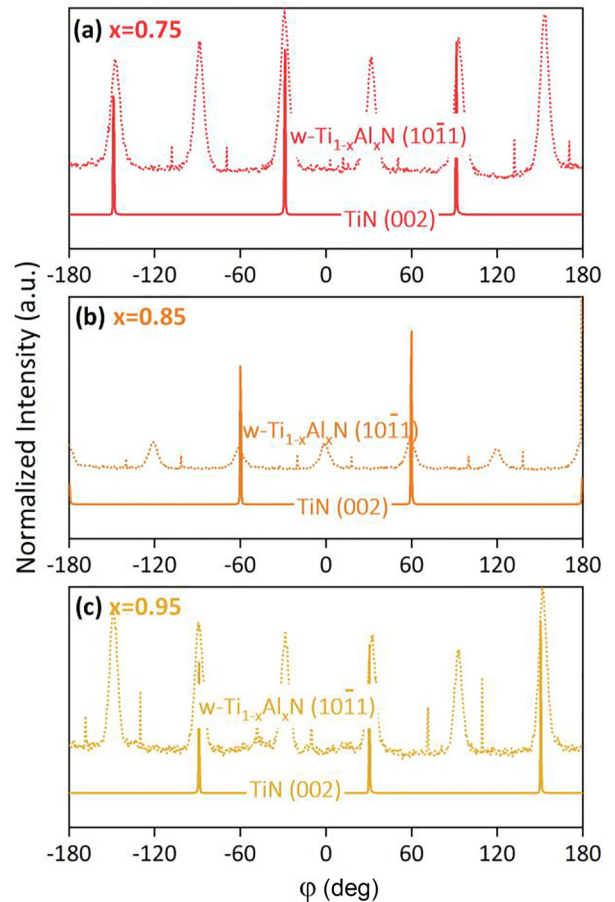 (a) x=0.75
w-Ti1-xAlxN (101̄1)
TiN (002)
-180 -120 -60 0 60 120 180
(b) x=0.85
w-Ti1-xAlxN (101̄1)
TiN (002)
-180 -120 -60 0 60 120 180
(c) x=0.95
w-Ti1-xAlxN (101̄1)
TiN (002)
-180 -120 -60 0 60 120 180
φ (deg)
Normalized Intensity (a.u.)